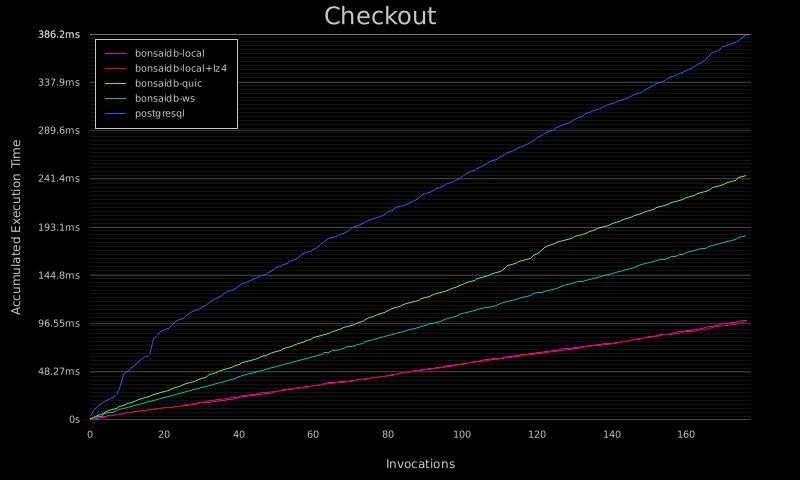 Checkout
386.2ms
337.9ms
289.6ms
241.4ms
193.1ms
144.8ms
96.55ms
48.27ms
0s
bonsaidb-local
bonsaidb-local+lz4
bonsaidb-quic
bonsaidb-ws
postgresql
Accumulated Execution Time
0 20 40 60 80 100 120 140 160
Invocations